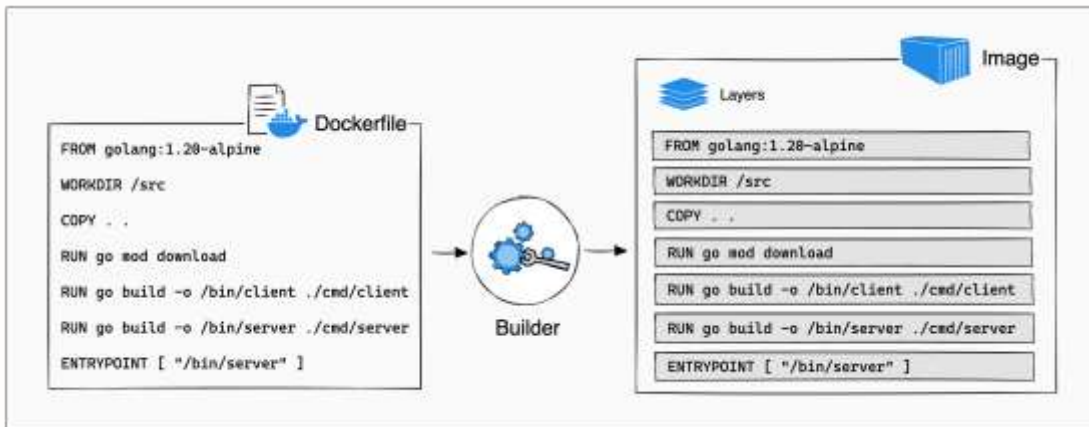 Dockerfile
FROM golang:1.20-alpine
WORKDIR /src
COPY . .
RUN go mod download
RUN go build -o /bin/client ./cmd/client
RUN go build -o /bin/server ./cmd/server
ENTRYPOINT [ "/bin/server" ]
Builder
Image
Layers
FROM golang:1.20-alpine
WORKDIR /src
COPY . .
RUN go mod download
RUN go build -o /bin/client ./cmd/client
RUN go build -o /bin/server ./cmd/server
ENTRYPOINT [ "/bin/server" ]